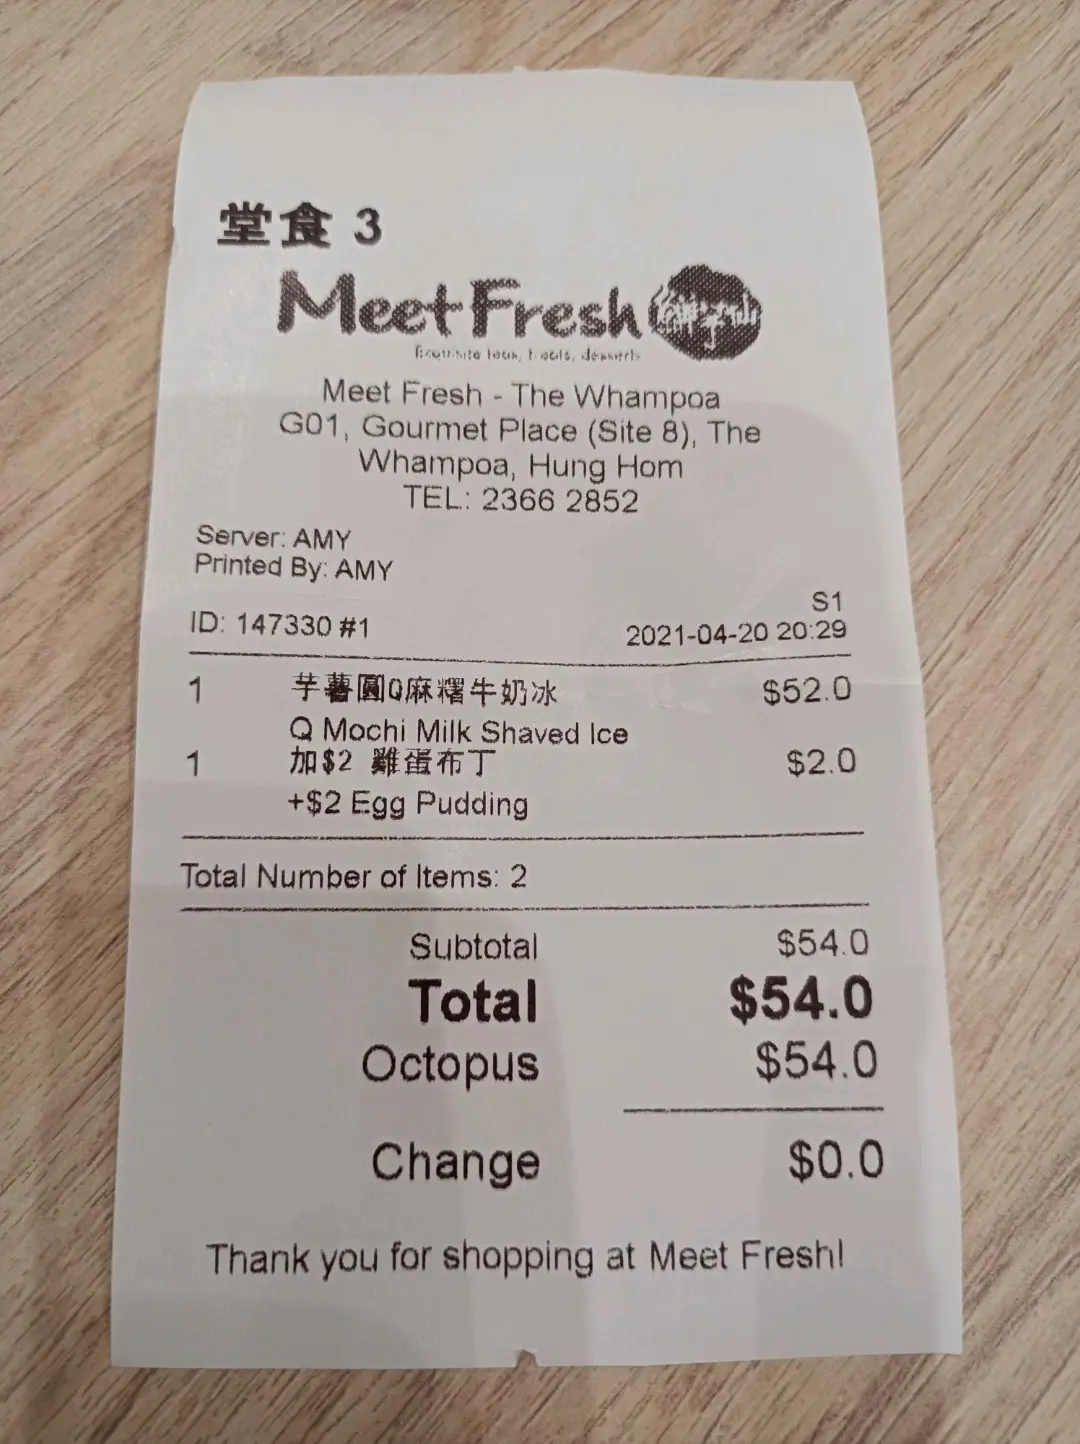 堂食 3
Meet Fresh 鮮芋仙
Meet Fresh - The Whampoa
G01, Gourmet Place (Site 8), The
Whampoa, Hung Hom
TEL: 2366 2852
Server: AMY
Printed By: AMY
S1
ID: 147330 #1 2021-04-20 20:29
1 芋薯圓Q麻糬牛奶冰 $52.0
Q Mochi Milk Shaved Ice
1 加$2 雞蛋布丁 $2.0
+$2 Egg Pudding
Total Number of Items: 2
Subtotal $54.0
Total $54.0
Octopus $54.0
Change $0.0
Thank you for shopping at Meet Fresh!